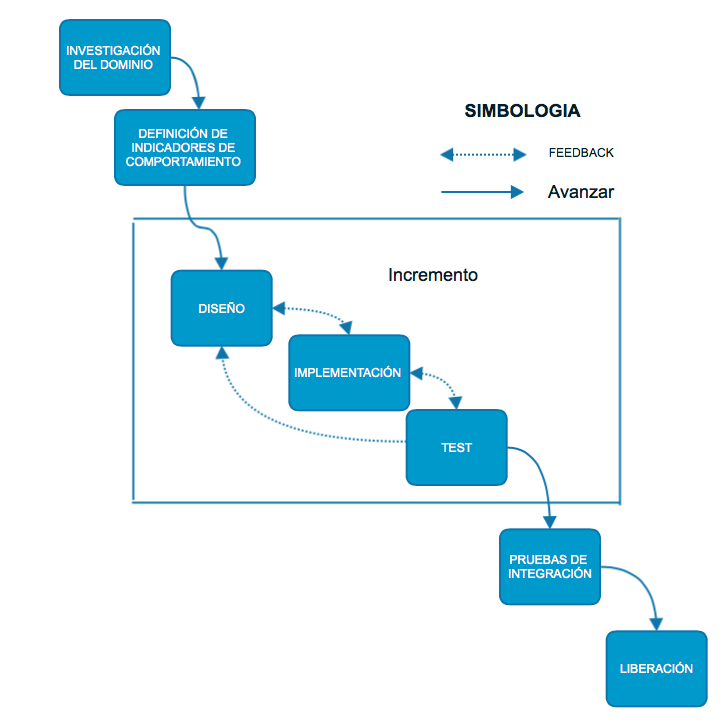 INVESTIGACIÓN
DEL DOMINIO
DEFINICIÓN DE
INDICADORES DE
COMPORTAMIENTO
SIMBOLOGIA
FEEDBACK
Avanzar
Incremento
DISEÑO
IMPLEMENTACIÓN
TEST
PRUEBAS DE
INTEGRACIÓN
LIBERACIÓN